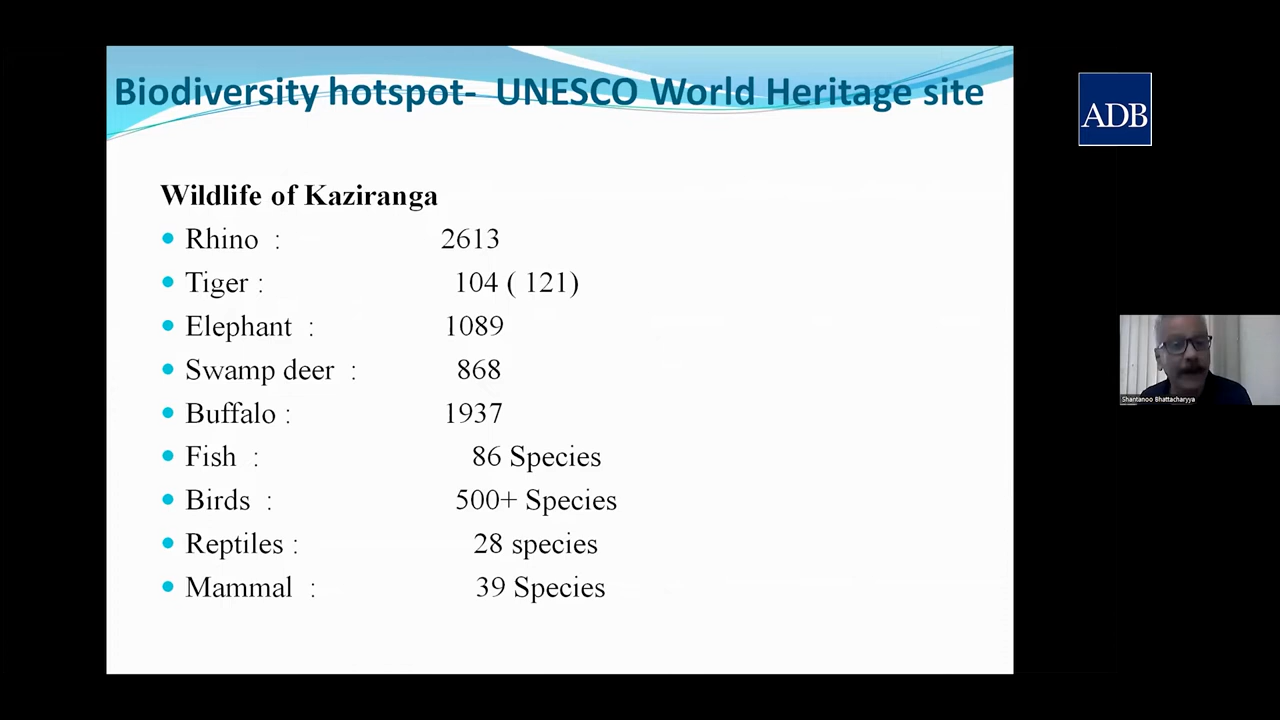 Biodiversity hotspot- UNESCO World Heritage site
ADB
Wildlife of Kaziranga
Rhino : 2613
Tiger : 104 ( 121)
Elephant : 1089
Swamp deer : 868
Buffalo : 1937
Fish : 86 Species
Birds : 500+ Species
Reptiles : 28 species
Mammal : 39 Species
Shantanoo Bhattacharyya